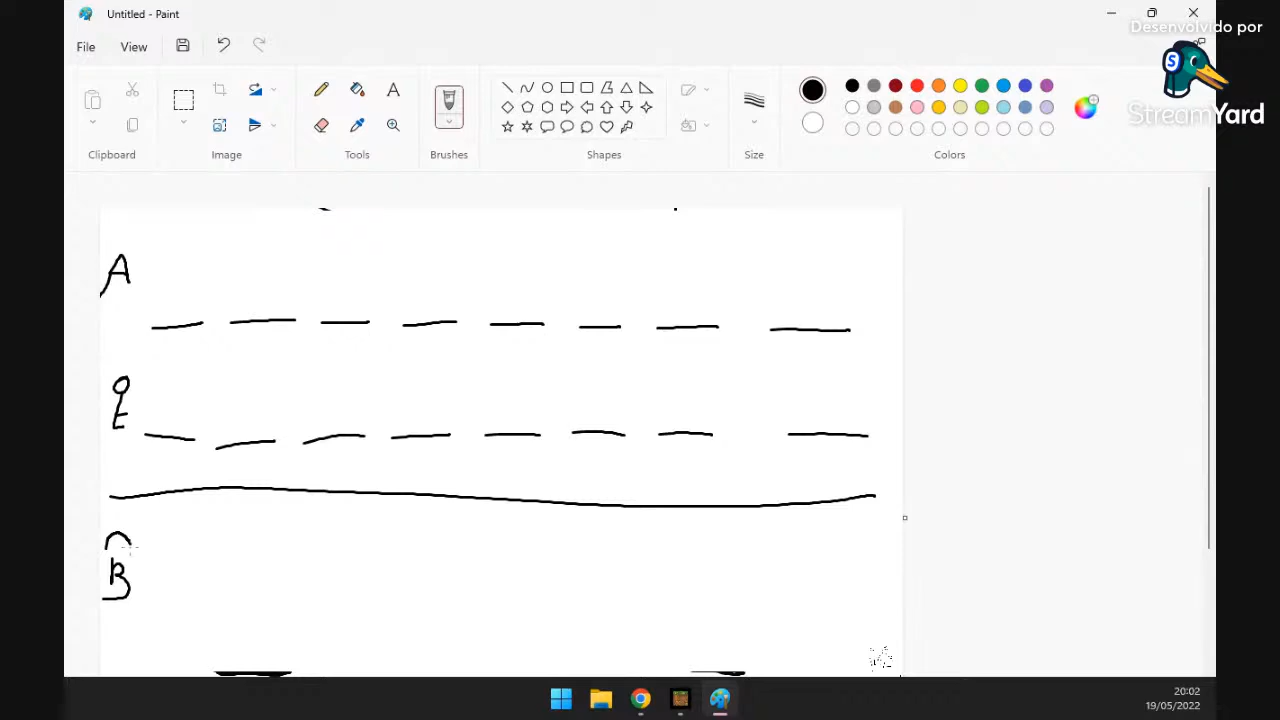 Untitled - Paint
Desenvolvido por
File View
StreamYard
Clipboard Image Tools Brushes Shapes Size Colors
A
E
B
20:02
19/05/2022